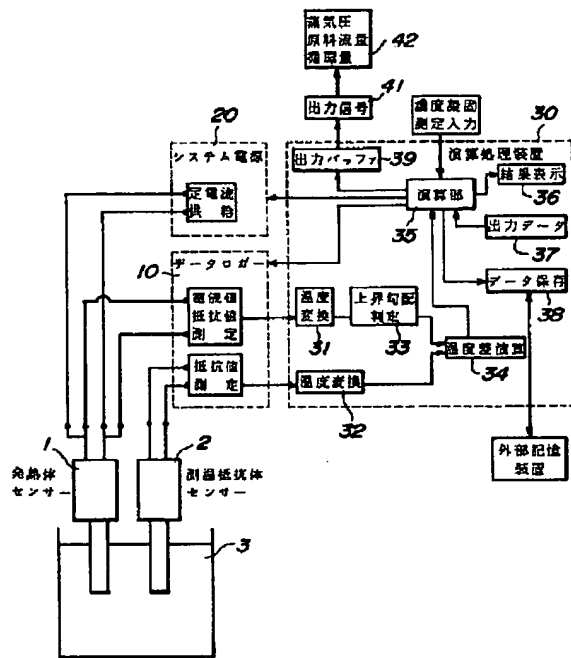 蒸気圧
原料流量
循環量
42
41
出力信号
濃度凝固
測定入力
20
30
システム電源
出力バッファ
39
演算処理装置
結果表示
36
定電流
供給
演算部
35
出力データ
37
10
データロガー
データ保存
38
電流値
抵抗値
測定
温度
変換
31
上昇勾配
判定
33
温度差演算
34
抵抗値
測定
温度変換
32
1
2
発熱体
センサー
測温抵抗体
センサー
外部記憶
装置
3